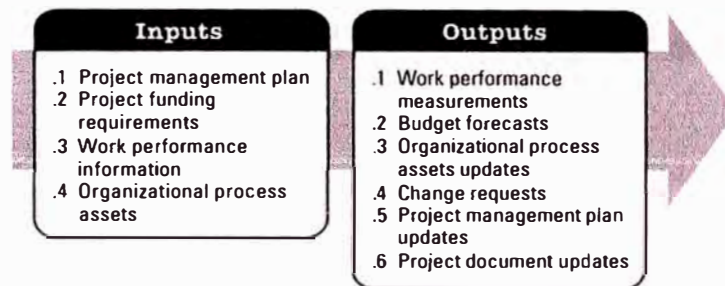 Inputs
.1 Project management plan
.2 Project funding
requirements
.3 Work performance
information
.4 Organizational process
assets
Outputs
.1 Work performance
measurements
.2 Budget forecasts
.3 Organizational process
assets updates
.4 Change requests
.5 Project management plan
updates
.6 Project document updates